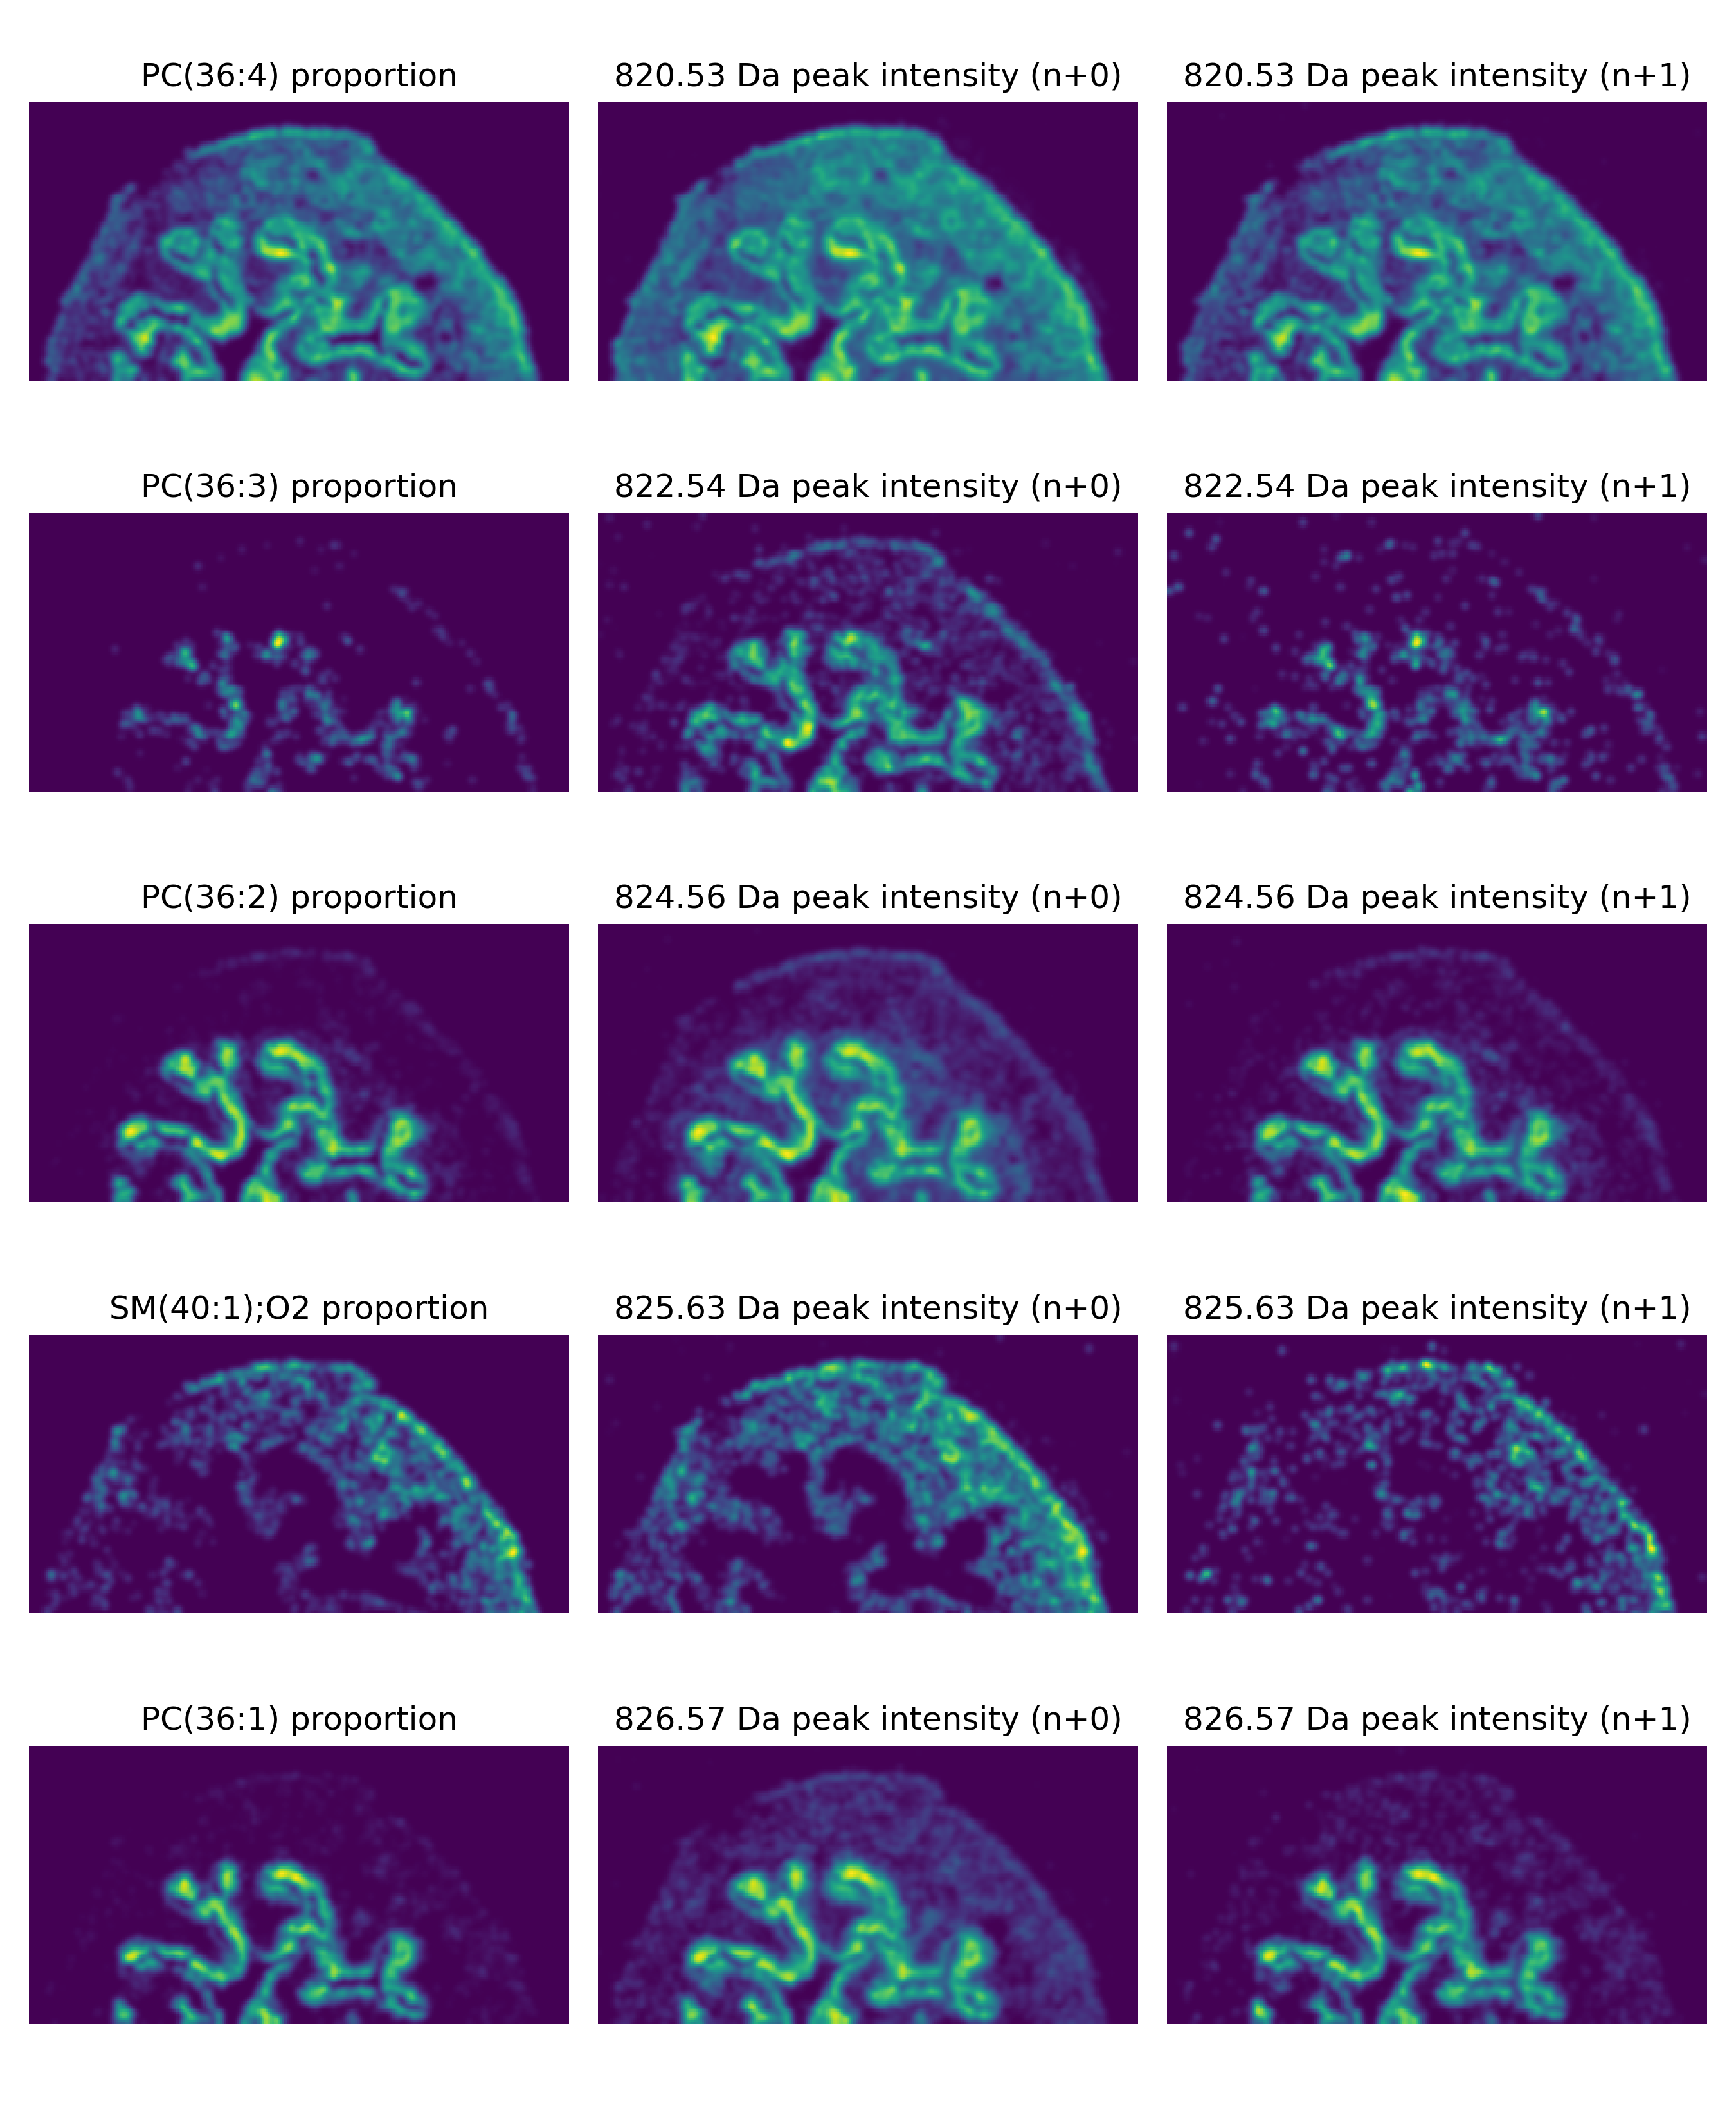 PC(36:4) proportion
820.53 Da peak intensity (n+0)
820.53 Da peak intensity (n+1)
PC(36:3) proportion
822.54 Da peak intensity (n+0)
822.54 Da peak intensity (n+1)
PC(36:2) proportion
824.56 Da peak intensity (n+0)
824.56 Da peak intensity (n+1)
SM(40:1);O2 proportion
825.63 Da peak intensity (n+0)
825.63 Da peak intensity (n+1)
PC(36:1) proportion
826.57 Da peak intensity (n+0)
826.57 Da peak intensity (n+1)